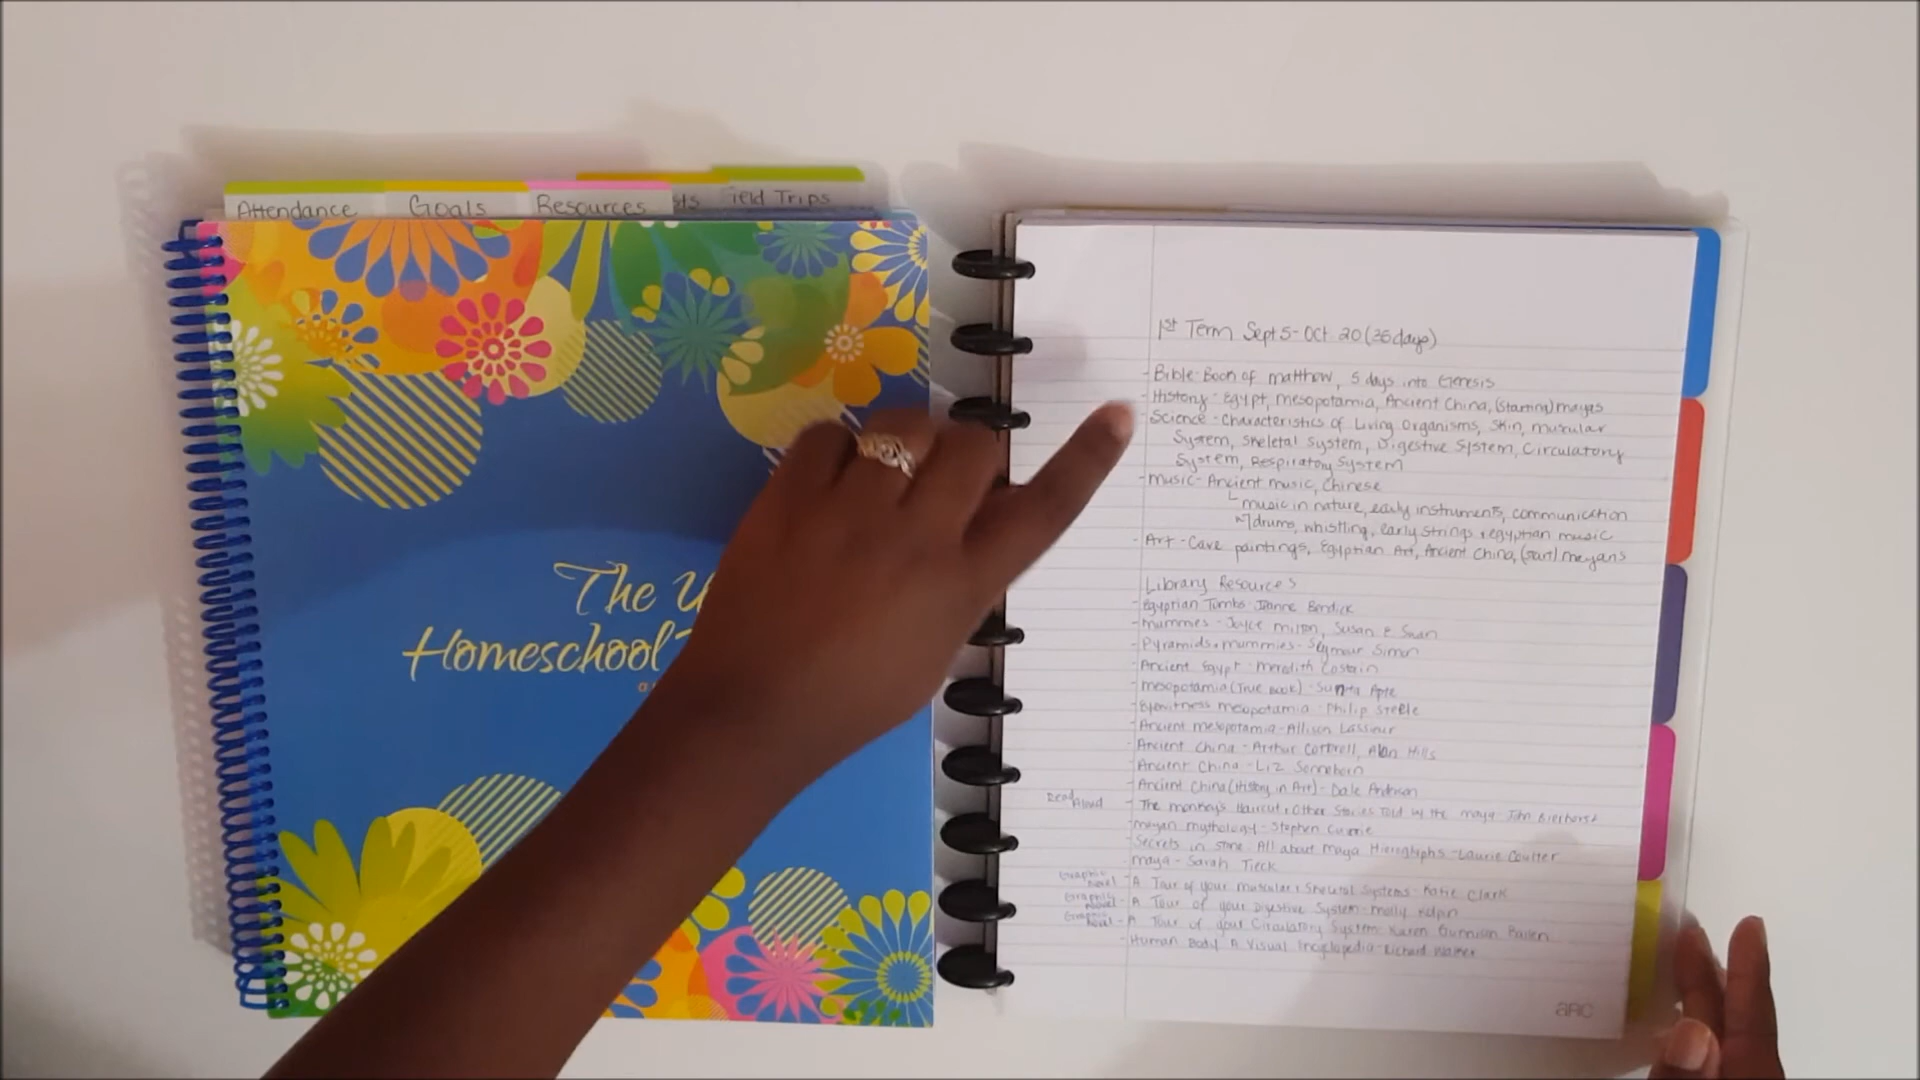 Attendance
Goals
Resources
sts
ield Trips
The
Homeschool
1st Term Sept 5-Oct 20 (35 days)
- Bible-Book of matthew, 5 days into Genesis
- History - Egypt, mesopotamia, Ancient China, (starting) mayas
- Science - Characteristics of Living Organisms, Skin, muscular
System, Skeletal System, Digestive System, Circulatory
System, Respiratory System
- music- Ancient music, Chinese
music in nature, early instruments, communication
w/ drums, whistling, early strings + egyptian music
- Art - Cave paintings, Egyptian Art, Ancient China, (start) mayans
Library Resources
- Egyptian Tombs - Jeanne Bendick
- mummies - Joyce milton, Susan Swan
- Pyramids + mummies - Seymour Simon
- Ancient Egypt - meredith Costain
- mesopotamia (True Book) - Sunita Apte
- Eyewitness mesopotamia - Philip Steele
- Ancient mesopotamia - Allison Lassieur
- Ancient China - Arthur Cotterell, Alan Hills
- Ancient China - Liz Sonneborn
- Ancient China (History in Art) - Dale Anderson
Read Aloud - The monkey's Haircut + Other Stories Told by the maya - John Bierhorst
- mayan mythology - Stephen Currie
- Secrets in Stone All about Maya Hieroglyphs - Laurie Coulter
- maya - Sarah Tieck
Graphic novel - A Tour of your muscular + Skeletal Systems - Katie Clark
Graphic novel - A Tour of your Digestive System - molly Kolpin
Graphic novel - A Tour of your Circulatory System - Karen
- Human Body A Visual Encyclopedia - Richard Walker
aRC